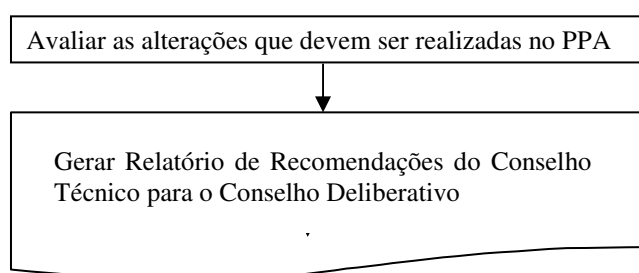 Avaliar as alterações que devem ser realizadas no PPA
Gerar Relatório de Recomendações do Conselho
Técnico para o Conselho Deliberativo